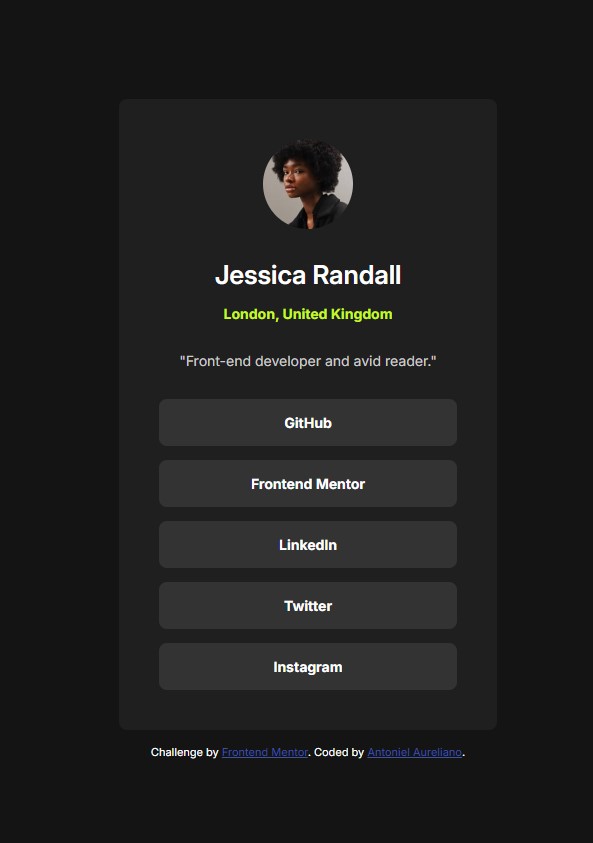 Jessica Randall
London, United Kingdom
"Front-end developer and avid reader."
GitHub
Frontend Mentor
LinkedIn
Twitter
Instagram
Challenge by Frontend Mentor. Coded by Antoniel Aureliano.